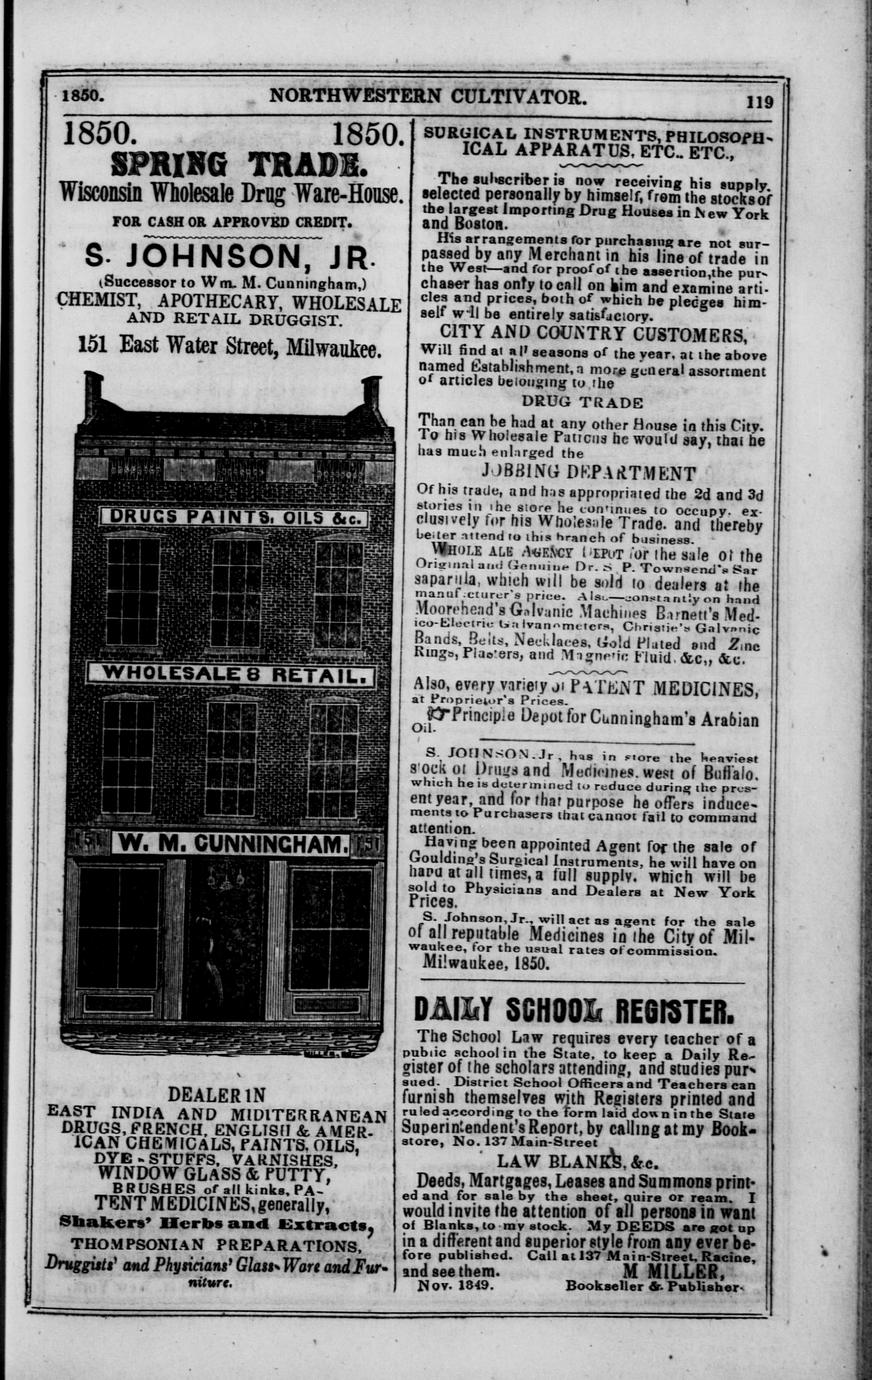 1850. NORTHWESTERN CULTIVATOR. 119
1850. 1850.
SPRING TRADE.
Wisconsin Wholesale Drug Ware-House.
FOR CASH OR APPROVED CREDIT.
S. JOHNSON, JR.
(Successor to Wm. M. Cunningham,)
CHEMIST, APOTHECARY, WHOLESALE
AND RETAIL DRUGGIST.
151 East Water Street, Milwaukee.
DRUGS PAINTS, OILS &c.
WHOLESALE & RETAIL.
151 W. M. CUNNINGHAM. 151
DEALER IN
EAST INDIA AND MIDITERRANEAN
DRUGS, FRENCH, ENGLISH & AMER-
ICAN CHEMICALS, PAINTS, OILS,
DYE-STUFFS, VARNISHES,
WINDOW GLASS & PUTTY,
BRUSHES of all kinks, PA-
TENT MEDICINES, generally,
Shakers' Herbs and Extracts,
THOMPSONIAN PREPARATIONS,
Druggists' and Physicians' Glass-Ware and Fur-
niture.
SURGICAL INSTRUMENTS, PHILOSOPH-
ICAL APPARATUS, ETC.. ETC.,
The subscriber is now receiving his supply.
selected personally by himself, from the stocks of
the largest Importing Drug Houses in New York
and Boston.
His arrangements for purchasing are not sur-
passed by any Merchant in his line of trade in
the West—and for proof of the assertion, the pur-
chaser has only to call on him and examine arti-
cles and prices, both of which he pledges him-
self will be entirely satisfactory.
CITY AND COUNTRY CUSTOMERS,
Will find at all seasons of the year, at the above
named Establishment, a more general assortment
of articles belonging to the
DRUG TRADE
Than can be had at any other House in this City.
To his Wholesale Patrons he would say, that he
has much enlarged the
JOBBING DEPARTMENT
Of his trade, and has appropriated the 2d and 3d
stories in the store he continues to occupy, ex-
clusively for his Wholesale Trade. and thereby
better attend to this branch of business.
WHOLE ALE AGENCY DEPOT for the sale of the
Original and Genuine Dr. S P. Townsend's Sar
saparilla, which will be sold to dealers at the
manufacturer's price. Also—constantly on hand
Moorehead's Galvanic Machines Barnett's Med-
ico-Electric Galvanometers, Christie's Galvanic
Bands, Belts, Necklaces, Gold Plated and Zinc
Rings, Plasters, and Magnetic Fluid, &c,, &c.
Also, every variety of PATENT MEDICINES,
at Proprietor's Prices.
☞Principle Depot for Cunningham's Arabian
Oil.
S. JOHNSON. Jr, has in store the heaviest
stock of Drugs and Medicines. west of Buffalo.
which he is determined to reduce during the pres-
ent year, and for that purpose he offers induce-
ments to Purchasers that cannot fail to command
attention.
Having been appointed Agent for the sale of
Goulding's Surgical Instruments, he will have on
hand at all times, a full supply. which will be
sold to Physicians and Dealers at New York
Prices.
S. Johnson, Jr., will act as agent for the sale
of all reputable Medicines in the City of Mil-
waukee, for the usual rates of commission.
Milwaukee, 1850.
DAILY SCHOOL REGISTER.
The School Law requires every teacher of a
public school in the State, to keep a Daily Re-
gister of the scholars attending, and studies pur-
sued. District School Officers and Teachers can
furnish themselves with Registers printed and
ruled according to the form laid down in the State
Superintendent's Report, by calling at my Book-
store, No. 137 Main-Street
LAW BLANKS, &c.
Deeds, Martgages, Leases and Summons print-
ed and for sale by the sheet, quire or ream. I
would invite the attention of all persons in want
of Blanks, to my stock. My DEEDS are got up
in a different and superior style from any ever be-
fore published. Call at 137 Main-Street, Racine,
and see them. M MILLER,
Nov. 1849. Bookseller & Publisher.